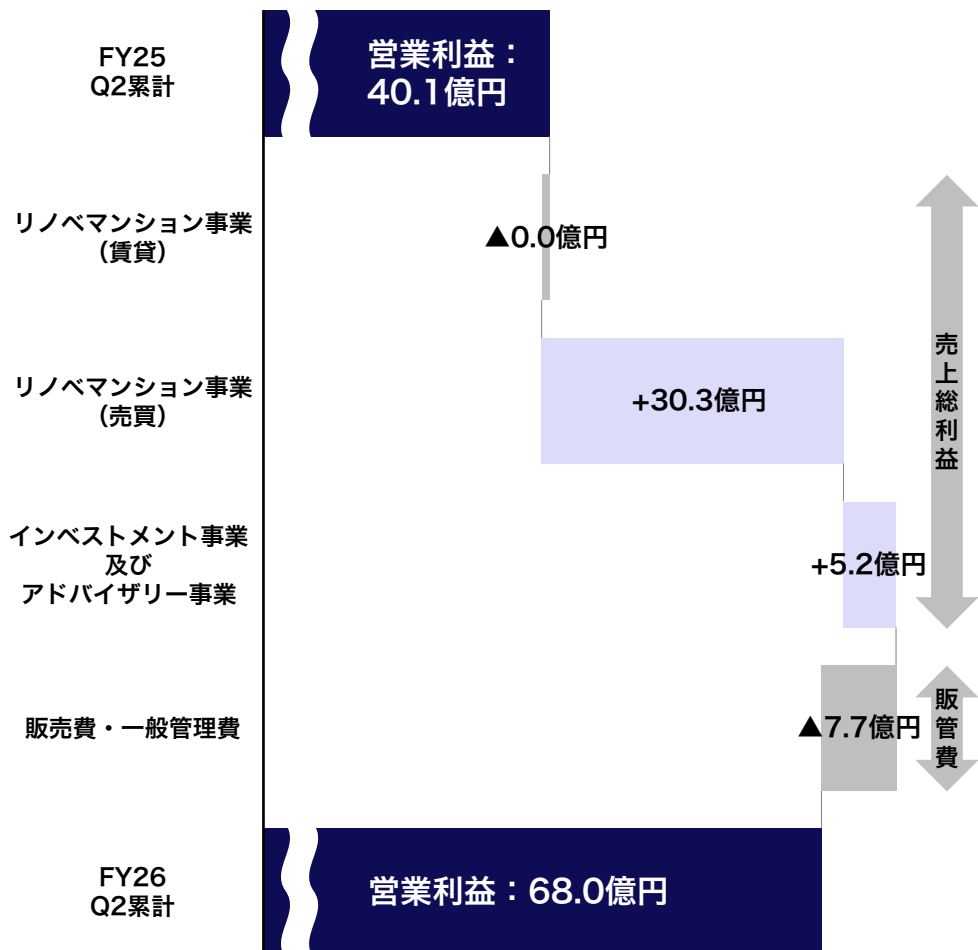 FY25
Q2累計
営業利益：
40.1億円
リノベマンション事業
（賃貸）
▲0.0億円
リノベマンション事業
（売買）
+30.3億円
インベストメント事業
及び
アドバイザリー事業
+5.2億円
売上総利益
販売費・一般管理費
▲7.7億円
販管費
FY26
Q2累計
営業利益：68.0億円